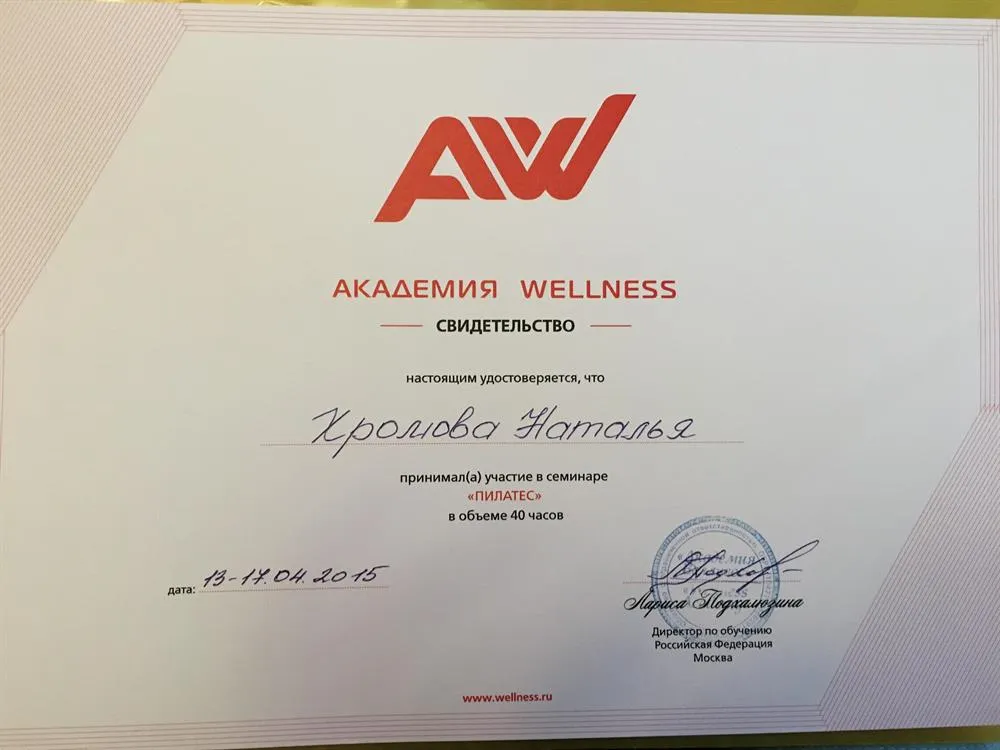 AW
АКАДЕМИЯ WELLNESS
СВИДЕТЕЛЬСТВО
настоящим удостоверяется, что
Хромова Наталья
принимал(а) участие в семинаре
«ПИЛАТЕС»
в объеме 40 часов
дата: 13-17.04.2015
Лариса Подхалюзина
Директор по обучению
Российская Федерация
Москва
www.wellness.ru